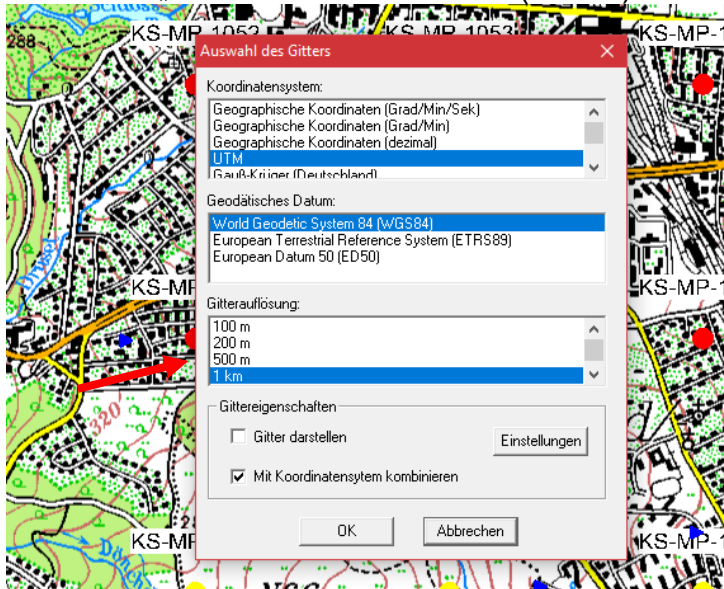 288
KS-MP-1052
KS-MP-1053
KS-MP-1
Auswahl des Gitters
Koordinatensystem:
Geographische Koordinaten (Grad/Min/Sek)
Geographische Koordinaten (Grad/Min)
Geographische Koordinaten (dezimal)
UTM
Gauß-Krüger (Deutschland)
Geodätisches Datum:
World Geodetic System 84 (WGS84)
European Terrestrial Reference System (ETRS89)
European Datum 50 (ED50)
Drusel
KS-MP
KS-MP-1
Gitterauflösung:
100 m
200 m
500 m
1 km
320
Gittereigenschaften
Gitter darstellen
Einstellungen
Mit Koordinatensytem kombinieren
OK
Abbrechen
KS-MP
KS-MP-1
Dönch